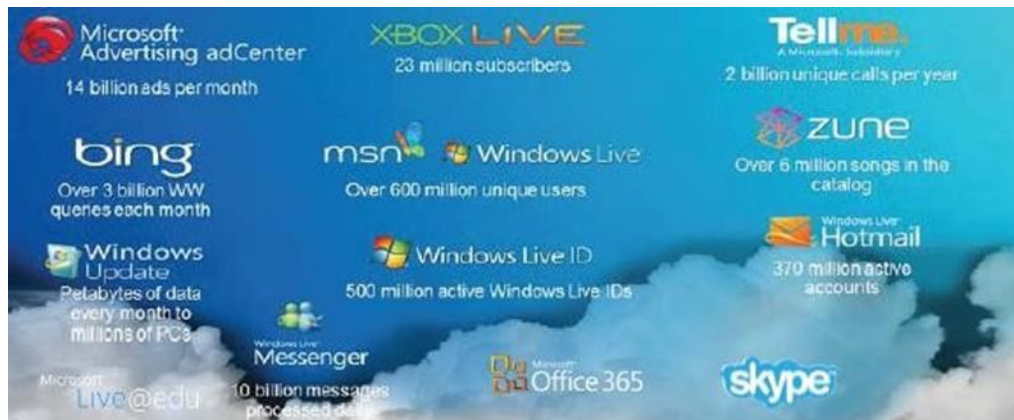 Microsoft®
Advertising adCenter
14 billion ads per month
XBOX LIVE
23 million subscribers
Tellme.
A Microsoft Subsidiary
2 billion unique calls per year
bing™
Over 3 billion WW
queries each month
msn Windows Live
Over 600 million unique users
zune
Over 6 million songs in the
catalog
Windows
Update
Petabytes of data
every month to
millions of PCs
Windows Live ID
500 million active Windows Live IDs
Windows Live™
Hotmail
370 million active
accounts
Windows Live™
Messenger
10 billion messages
processed daily
Microsoft®
Live@edu
Microsoft®
Office 365
skype